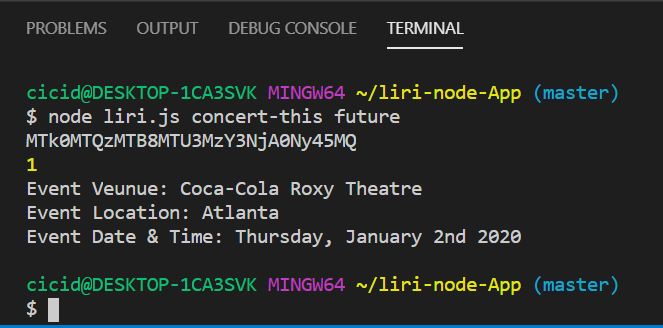 PROBLEMS OUTPUT DEBUG CONSOLE TERMINAL
cicid@DESKTOP-1CA3SVK MINGW64 ~/liri-node-App (master)
$ node liri.js concert-this future
MTk0MTQzMTB8MTU3MzY3NjA0Ny45MQ
1
Event Veunue: Coca-Cola Roxy Theatre
Event Location: Atlanta
Event Date & Time: Thursday, January 2nd 2020
cicid@DESKTOP-1CA3SVK MINGW64 ~/liri-node-App (master)
$